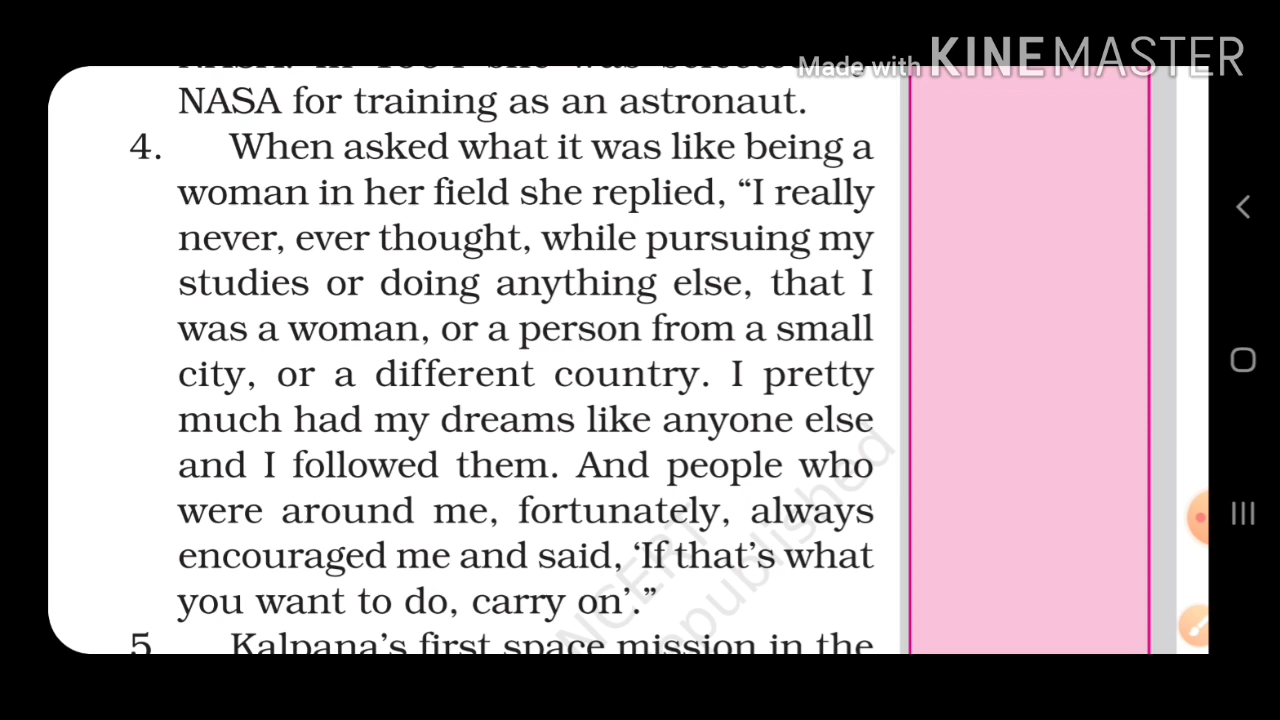 Made with KINEMASTER
NASA for training as an astronaut.
4. When asked what it was like being a
woman in her field she replied, “I really
never, ever thought, while pursuing my
studies or doing anything else, that I
was a woman, or a person from a small
city, or a different country. I pretty
much had my dreams like anyone else
and I followed them. And people who
were around me, fortunately, always
encouraged me and said, ‘If that’s what
you want to do, carry on’.”
5 Kalpana’s first space mission in the
NCERT
published